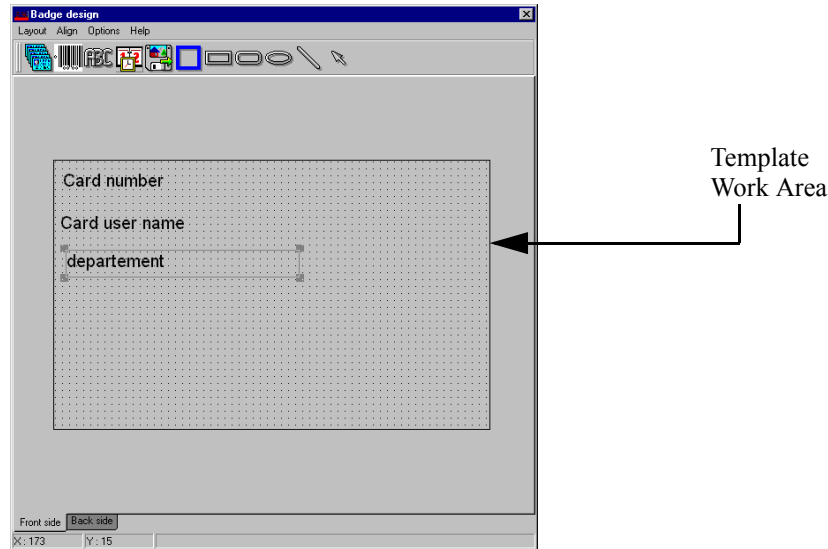 Badge design
Layout Align Options Help
ABC
Template
Work Area
Card number
Card user name
departement
Front side Back side
X: 173 Y: 15